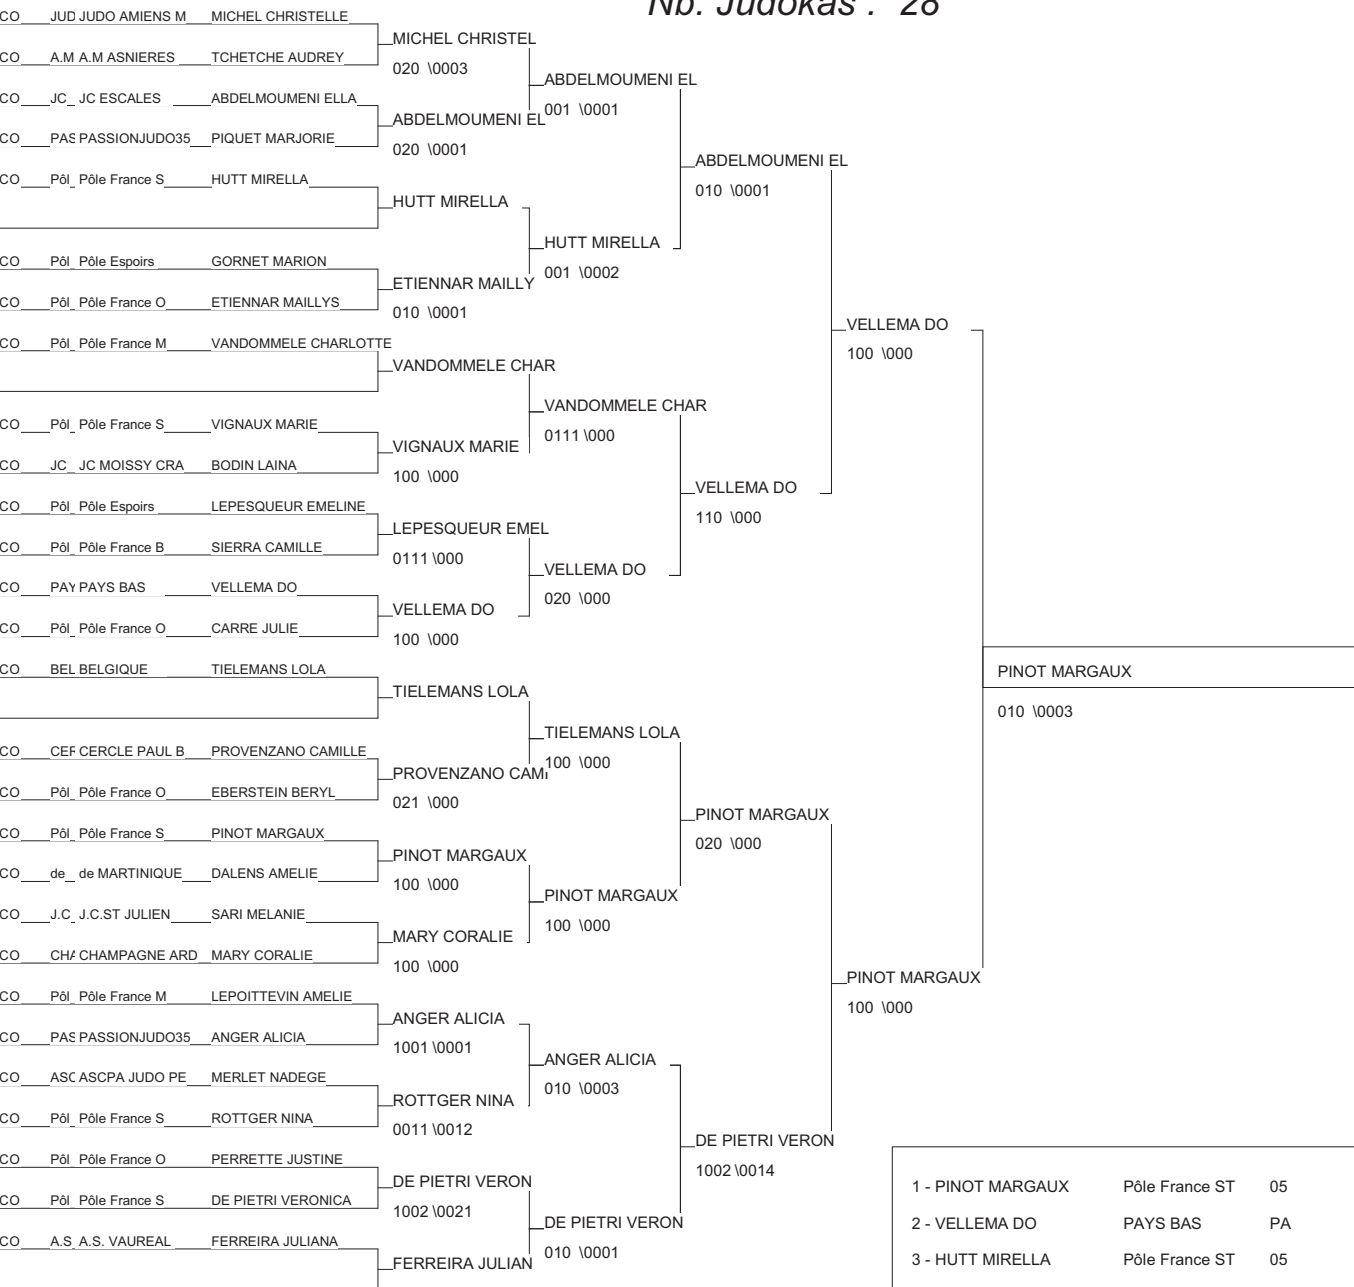 Nb. Judokas : 28
CO JUD JUDO AMIENS M MICHEL CHRISTELLE
MICHEL CHRISTEL
CO A.M A.M ASNIERES TCHETCHE AUDREY
020 \0003
ABDELMOUMENI EL
CO JC JC ESCALES ABDELMOUMENI ELLA
001 \0001
ABDELMOUMENI EL
CO PAS PASSIONJUDO35 PIQUET MARJORIE
020 \0001
ABDELMOUMENI EL
CO Pôl Pôle France S HUTT MIRELLA
010 \0001
HUTT MIRELLA
HUTT MIRELLA
CO Pôl Pôle Espoirs GORNET MARION
001 \0002
ETIENNAR MAILLY
CO Pôl Pôle France O ETIENNAR MAILLYS
010 \0001
VELLEMA DO
CO Pôl Pôle France M VANDOMMELE CHARLOTTE
100 \000
VANDOMMELE CHAR
VANDOMMELE CHAR
CO Pôl Pôle France S VIGNAUX MARIE
0111 \000
VIGNAUX MARIE
CO JC JC MOISSY CRA BODIN LAINA
100 \000
VELLEMA DO
CO Pôl Pôle Espoirs LEPESQUEUR EMELINE
110 \000
LEPESQUEUR EMEL
CO Pôl Pôle France B SIERRA CAMILLE
0111 \000
VELLEMA DO
CO PAY PAYS BAS VELLEMA DO
020 \000
VELLEMA DO
CO Pôl Pôle France O CARRE JULIE
100 \000
CO BEL BELGIQUE TIELEMANS LOLA
PINOT MARGAUX
TIELEMANS LOLA
010 \0003
TIELEMANS LOLA
CO CER CERCLE PAUL B PROVENZANO CAMILLE
100 \000
PROVENZANO CAMI
CO Pôl Pôle France O EBERSTEIN BERYL
021 \000
PINOT MARGAUX
CO Pôl Pôle France S PINOT MARGAUX
020 \000
PINOT MARGAUX
CO de de MARTINIQUE DALENS AMELIE
100 \000
PINOT MARGAUX
CO J.C J.C.ST JULIEN SARI MELANIE
100 \000
MARY CORALIE
CO CHA CHAMPAGNE ARD MARY CORALIE
100 \000
PINOT MARGAUX
CO Pôl Pôle France M LEPOITTEVIN AMELIE
100 \000
ANGER ALICIA
CO PAS PASSIONJUDO35 ANGER ALICIA
1001 \0001
ANGER ALICIA
CO ASC ASCPA JUDO PE MERLET NADEGE
010 \0003
ROTTGER NINA
CO Pôl Pôle France S ROTTGER NINA
0011 \0012
DE PIETRI VERON
CO Pôl Pôle France O PERRETTE JUSTINE
1002 \0014
DE PIETRI VERON
1 - PINOT MARGAUX Pôle France ST 05
CO Pôl Pôle France S DE PIETRI VERONICA
1002 \0021
DE PIETRI VERON
2 - VELLEMA DO PAYS BAS PA
CO A.S A.S. VAUREAL FERREIRA JULIANA
010 \0001
FERREIRA JULIAN
3 - HUTT MIRELLA Pôle France ST 05